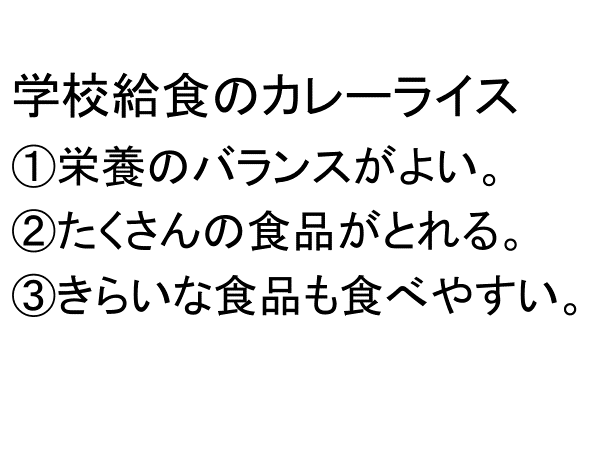 学校給食のカレーライス
①栄養のバランスがよい。
②たくさんの食品がとれる。
③きらいな食品も食べやすい。